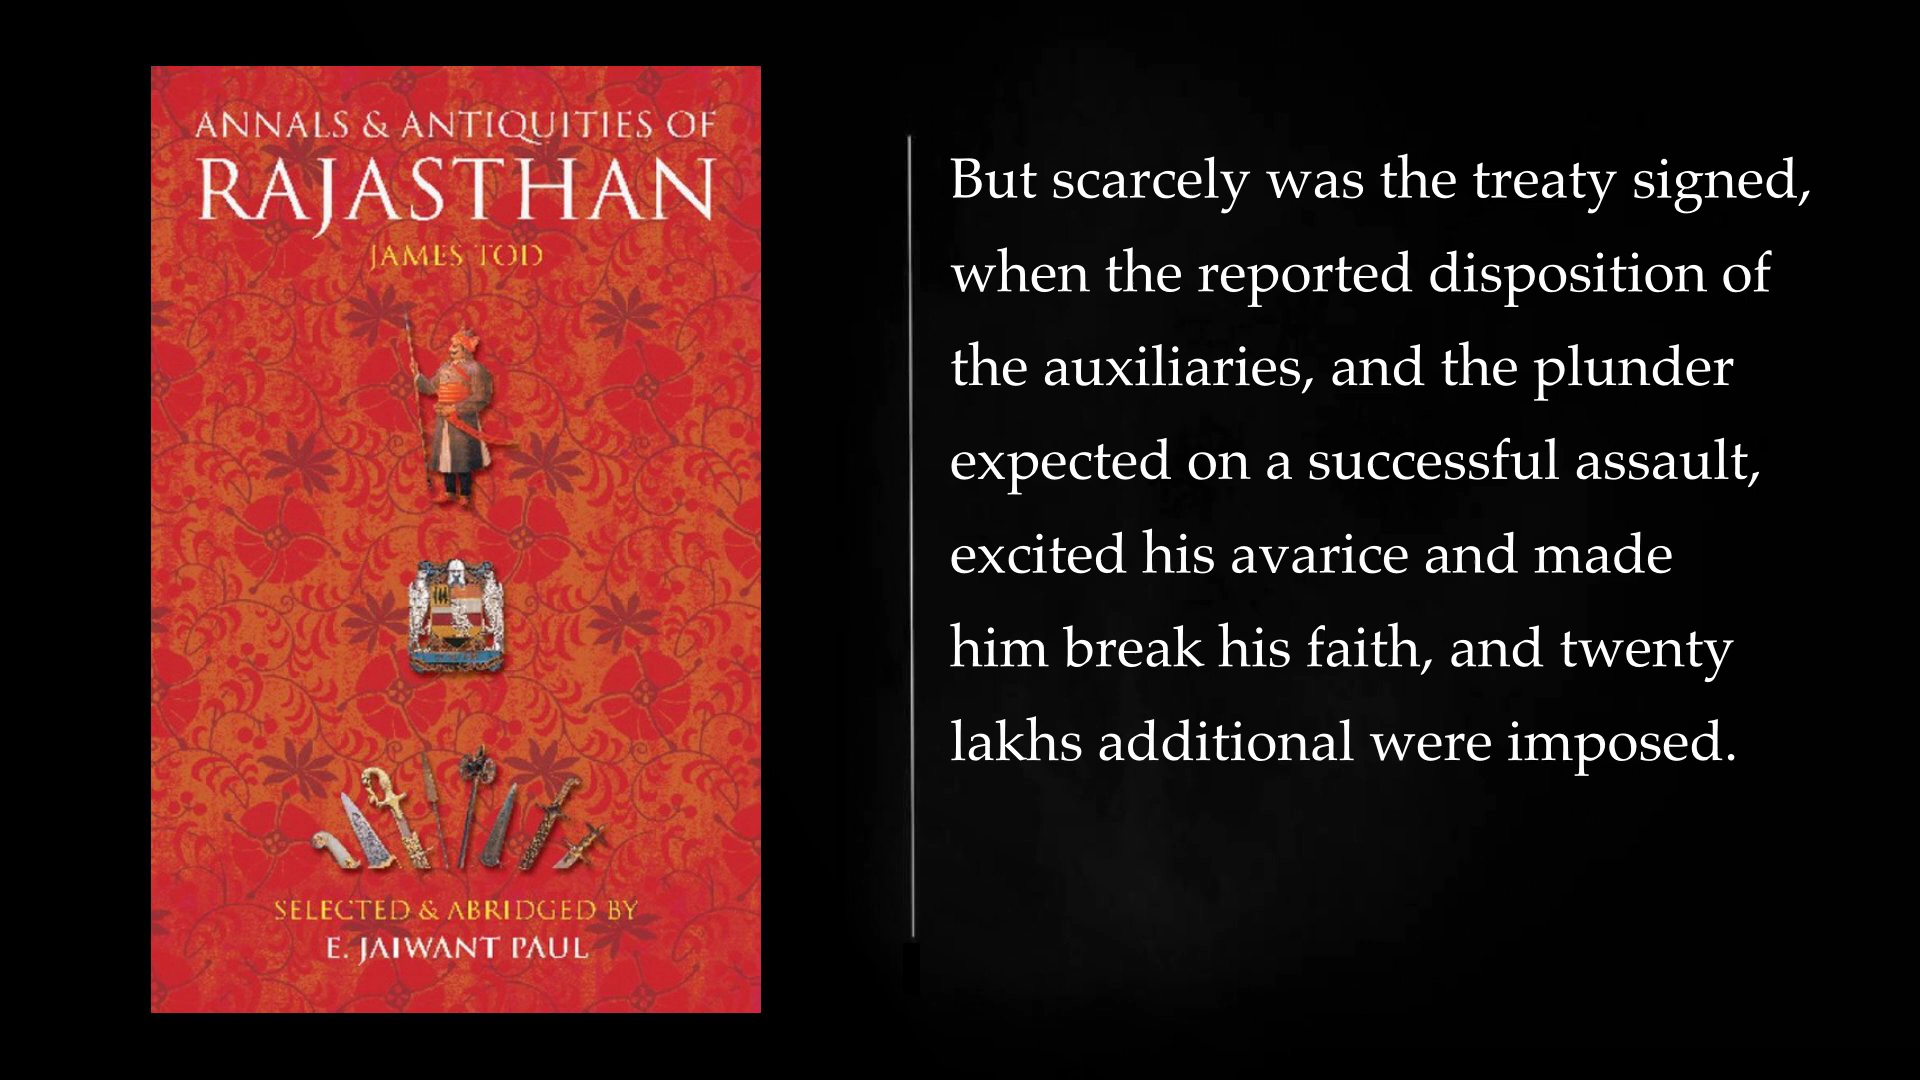 ANNALS & ANTIQUITIES OF
RAJASTHAN
JAMES TOD
SELECTED & ABRIDGED BY
E. JAIWANT PAUL
But scarcely was the treaty signed,
when the reported disposition of
the auxiliaries, and the plunder
expected on a successful assault,
excited his avarice and made
him break his faith, and twenty
lakhs additional were imposed.